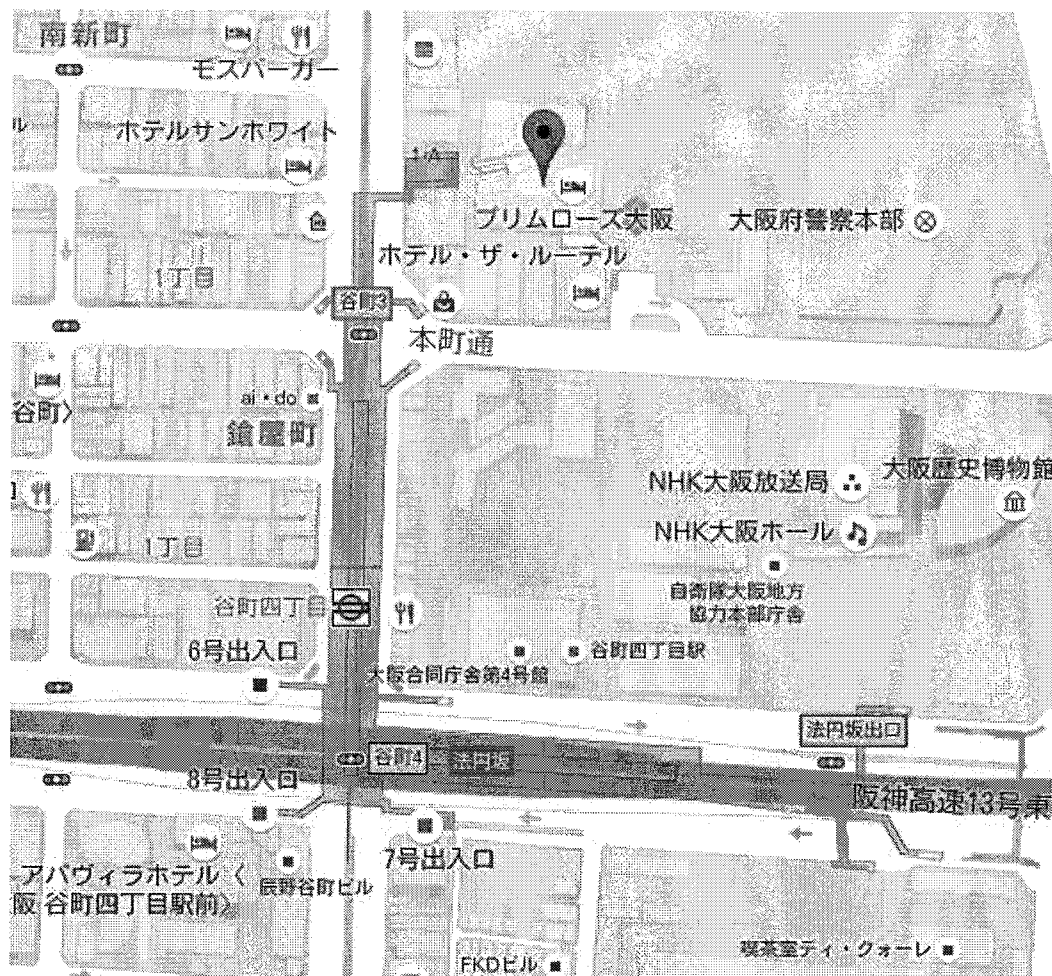 南新町
モスバーガー
ル
ホテルサンホワイト
1-A
プリムローズ大阪
大阪府警察本部
ホテル・ザ・ルーテル
1丁目
谷町3
本町通
ai・do
谷町〉
鎗屋町
NHK大阪放送局
大阪歴史博物館
NHK大阪ホール
1丁目
自衛隊大阪地方
協力本部庁舎
谷町四丁目
6号出入口
谷町四丁目駅
大阪合同庁舎第4号館
法円坂出口
谷町4
法円坂
8号出入口
阪神高速13号東
7号出入口
アパヴィラホテル〈
阪 谷町四丁目駅前〉
辰野谷町ビル
喫茶室ティ・クォーレ
FKDビル